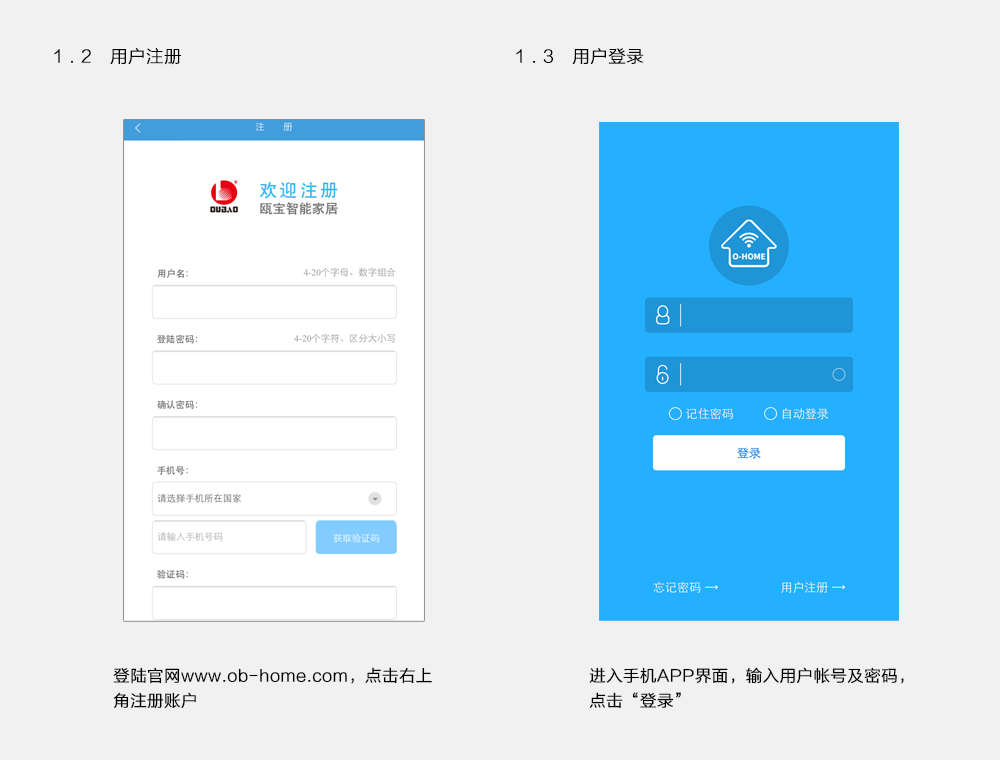 1.2 用户注册
注 册
欢迎注册
OUBAO
瓯宝智能家居
用户名:
4-20个字母、数字组合
登陆密码:
4-20个字符、区分大小写
确认密码:
手机号:
请选择手机所在国家
请输入手机号码
获取验证码
验证码:
登陆官网www.ob-home.com，点击右上
角注册账户
1.3 用户登录
O-HOME
记住密码
自动登录
登录
忘记密码→
用户注册→
进入手机APP界面，输入用户帐号及密码，
点击“登录”